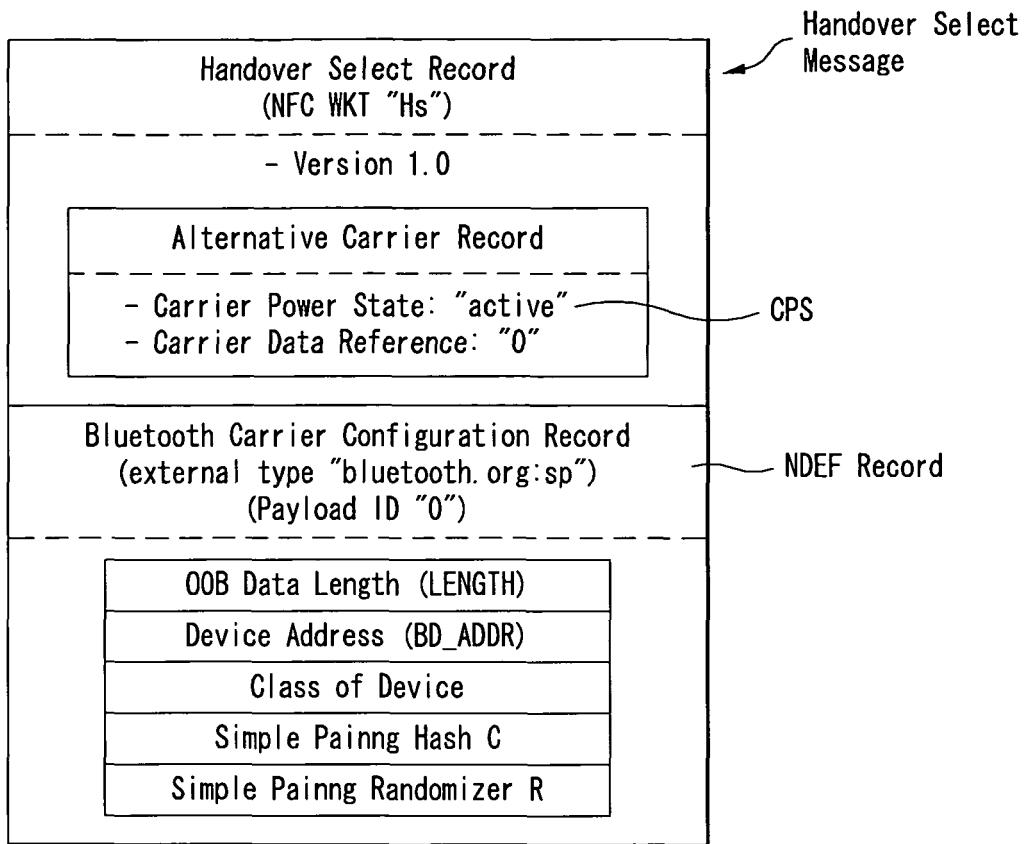 Handover Select
Message
Handover Select Record
(NFC WKT "Hs")
- Version 1.0
Alternative Carrier Record
- Carrier Power State: "active"
- Carrier Data Reference: "0"
CPS
Bluetooth Carrier Configuration Record
(external type "bluetooth.org:sp")
(Payload ID "0")
NDEF Record
OOB Data Length (LENGTH)
Device Address (BD_ADDR)
Class of Device
Simple Painng Hash C
Simple Painng Randomizer R